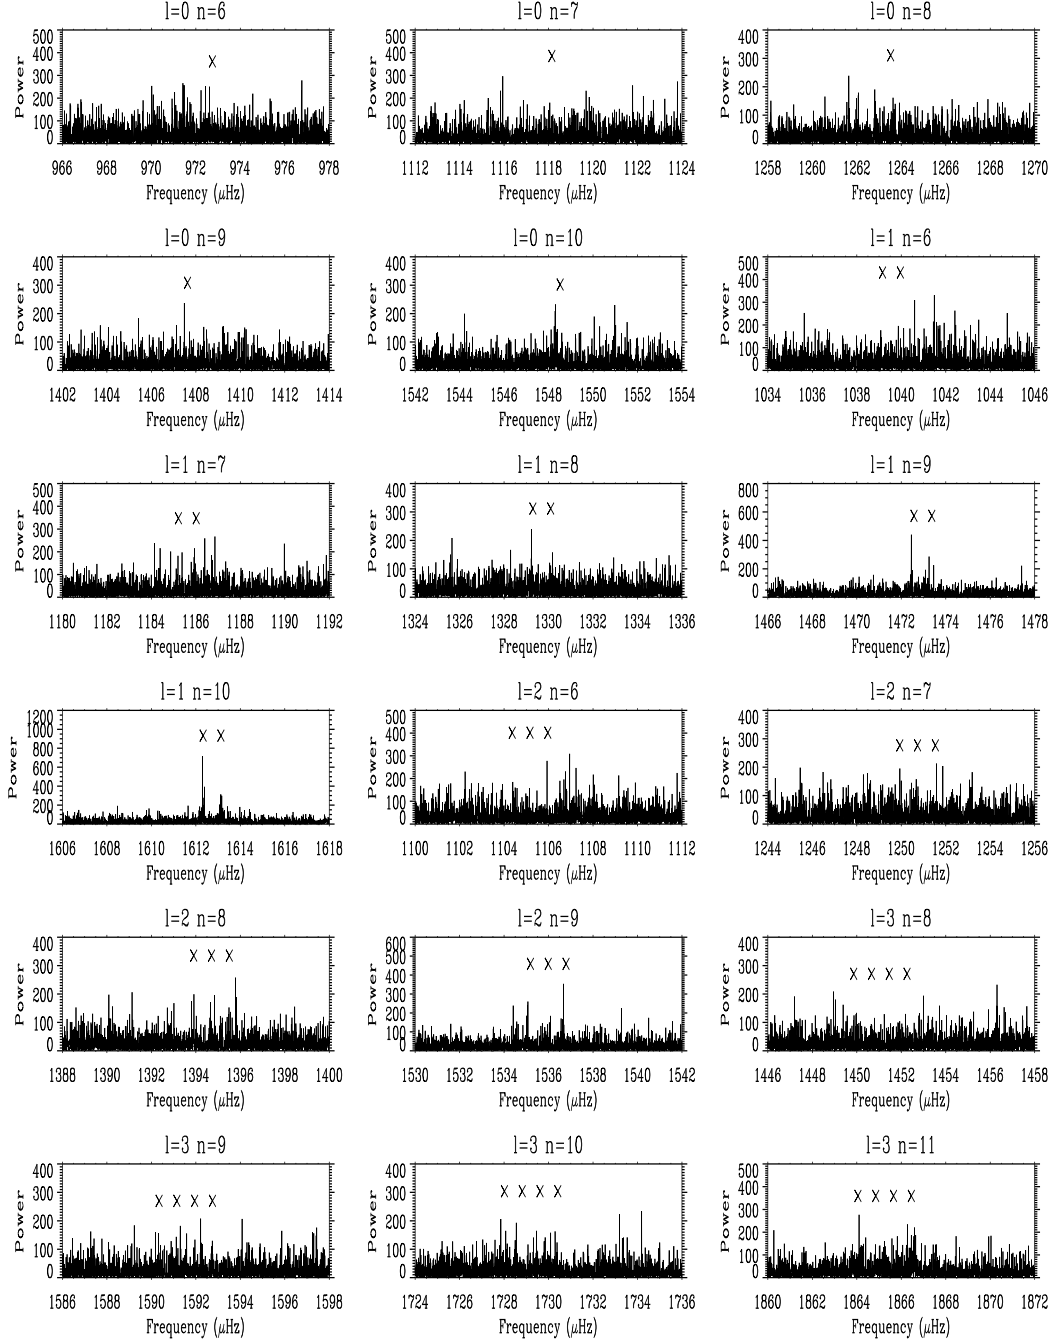 l=0 n=6
l=0 n=7
l=0 n=8
Power
500
400
300
200
100
0
966 968 970 972 974 976 978
Frequency (μHz)
Power
500
400
300
200
100
0
1112 1114 1116 1118 1120 1122 1124
Frequency (μHz)
Power
400
300
200
100
0
1258 1260 1262 1264 1266 1268 1270
Frequency (μHz)
l=0 n=9
l=0 n=10
l=1 n=6
Power
400
300
200
100
0
1402 1404 1406 1408 1410 1412 1414
Frequency (μHz)
Power
400
300
200
100
0
1542 1544 1546 1548 1550 1552 1554
Frequency (μHz)
Power
500
400
300
200
100
0
1034 1036 1038 1040 1042 1044 1046
Frequency (μHz)
l=1 n=7
l=1 n=8
l=1 n=9
Power
500
400
300
200
100
0
1180 1182 1184 1186 1188 1190 1192
Frequency (μHz)
Power
400
300
200
100
0
1324 1326 1328 1330 1332 1334 1336
Frequency (μHz)
Power
800
600
400
200
0
1466 1468 1470 1472 1474 1476 1478
Frequency (μHz)
l=1 n=10
l=2 n=6
l=2 n=7
Power
1200
1000
800
600
400
200
0
1606 1608 1610 1612 1614 1616 1618
Frequency (μHz)
Power
500
400
300
200
100
0
1100 1102 1104 1106 1108 1110 1112
Frequency (μHz)
Power
400
300
200
100
0
1244 1246 1248 1250 1252 1254 1256
Frequency (μHz)
l=2 n=8
l=2 n=9
l=3 n=8
Power
400
300
200
100
0
1388 1390 1392 1394 1396 1398 1400
Frequency (μHz)
Power
600
500
400
300
200
100
0
1530 1532 1534 1536 1538 1540 1542
Frequency (μHz)
Power
400
300
200
100
0
1446 1448 1450 1452 1454 1456 1458
Frequency (μHz)
l=3 n=9
l=3 n=10
l=3 n=11
Power
400
300
200
100
0
1586 1588 1590 1592 1594 1596 1598
Frequency (μHz)
Power
400
300
200
100
0
1724 1726 1728 1730 1732 1734 1736
Frequency (μHz)
Power
500
400
300
200
100
0
1860 1862 1864 1866 1868 1870 1872
Frequency (μHz)